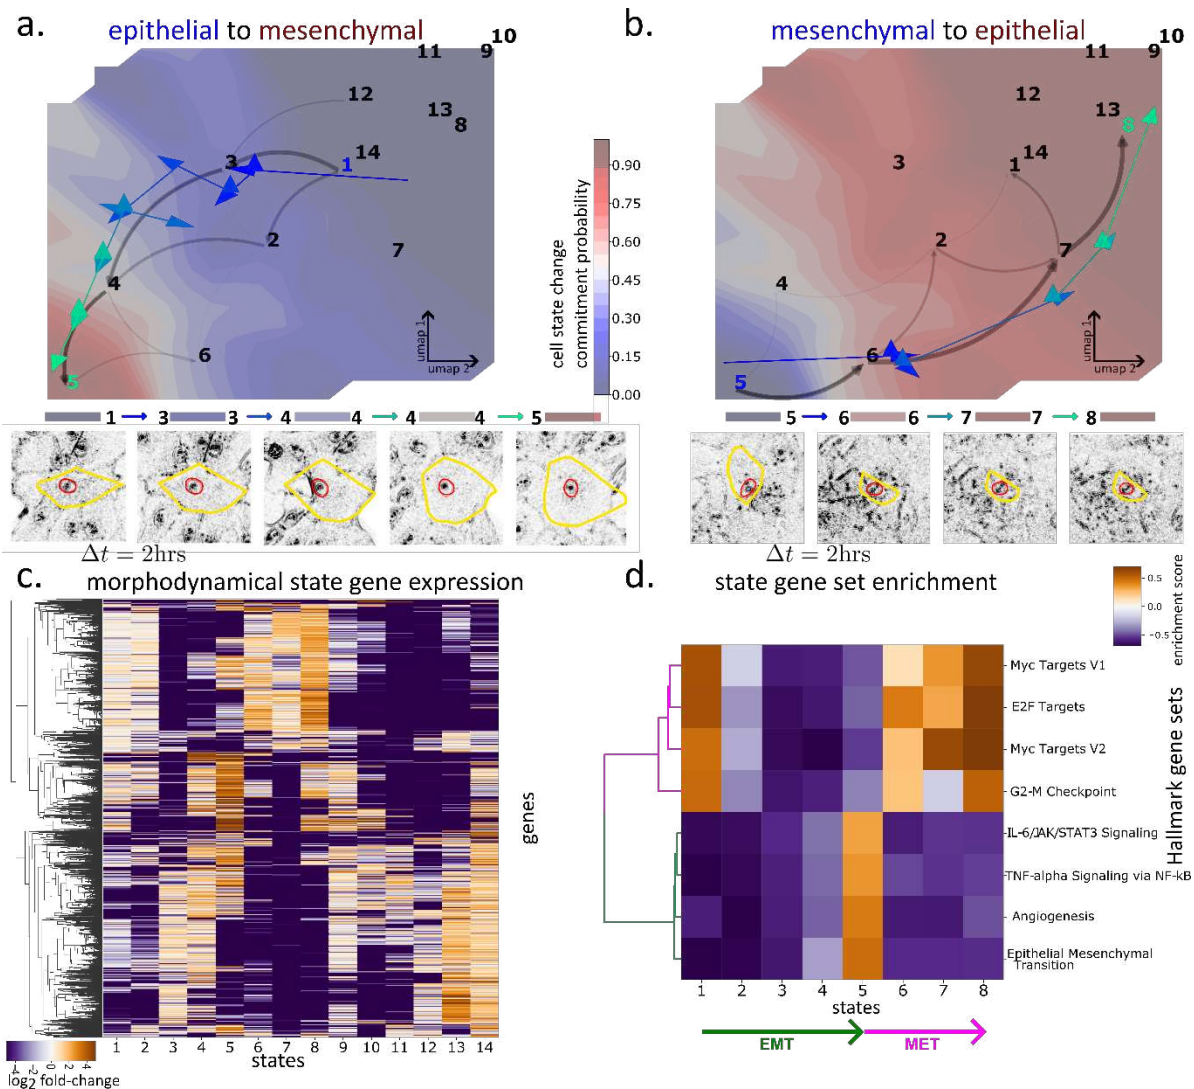 a.
epithelial to mesenchymal
10
11
9
12
13
8
3
14
1
2
7
4
6
5
umap 1
umap 2
cell state change
commitment probability
0.90
0.75
0.60
0.45
0.30
0.15
0.00
1 3 3 4 4 4 5
Δt = 2hrs
b.
mesenchymal to epithelial
10
11
9
12
13
8
3
14
1
2
7
4
6
5
umap 1
umap 2
5 6 6 7 7 8
Δt = 2hrs
c.
morphodynamical state gene expression
genes
1 2 3 4 5 6 7 8 9 10 11 12 13 14
states
-4 -2 0 2 4
log2 fold-change
d.
state gene set enrichment
0.5
0.0
−0.5
enrichment score
Myc Targets V1
E2F Targets
Myc Targets V2
G2-M Checkpoint
IL-6/JAK/STAT3 Signaling
TNF-alpha Signaling via NF-kB
Angiogenesis
Epithelial Mesenchymal
Transition
Hallmark gene sets
1 2 3 4 5 6 7 8
states
EMT
MET